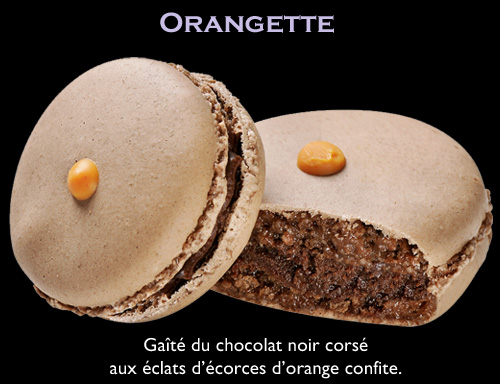 ORANGETTE
Gaîté du chocolat noir corsé
aux éclats d'écorces d'orange confite.